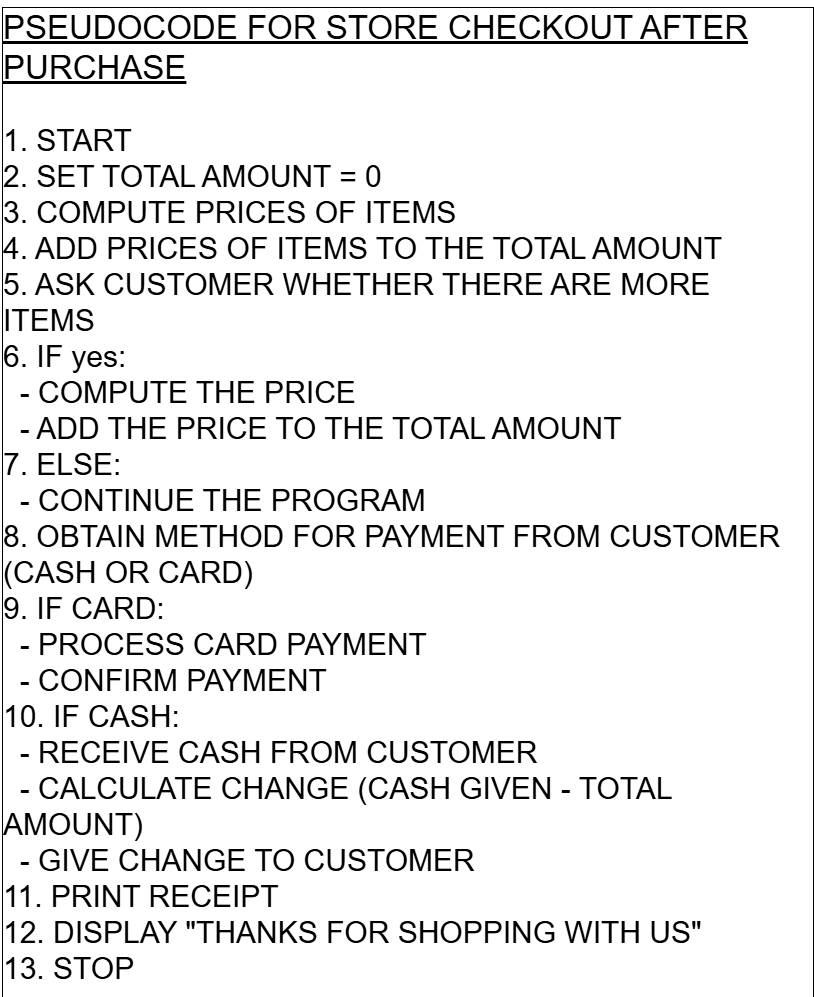 PSEUDOCODE FOR STORE CHECKOUT AFTER
PURCHASE
1. START
2. SET TOTAL AMOUNT = 0
3. COMPUTE PRICES OF ITEMS
4. ADD PRICES OF ITEMS TO THE TOTAL AMOUNT
5. ASK CUSTOMER WHETHER THERE ARE MORE
ITEMS
6. IF yes:
- COMPUTE THE PRICE
- ADD THE PRICE TO THE TOTAL AMOUNT
7. ELSE:
- CONTINUE THE PROGRAM
8. OBTAIN METHOD FOR PAYMENT FROM CUSTOMER
(CASH OR CARD)
9. IF CARD:
- PROCESS CARD PAYMENT
- CONFIRM PAYMENT
10. IF CASH:
- RECEIVE CASH FROM CUSTOMER
- CALCULATE CHANGE (CASH GIVEN - TOTAL
AMOUNT)
- GIVE CHANGE TO CUSTOMER
11. PRINT RECEIPT
12. DISPLAY "THANKS FOR SHOPPING WITH US"
13. STOP